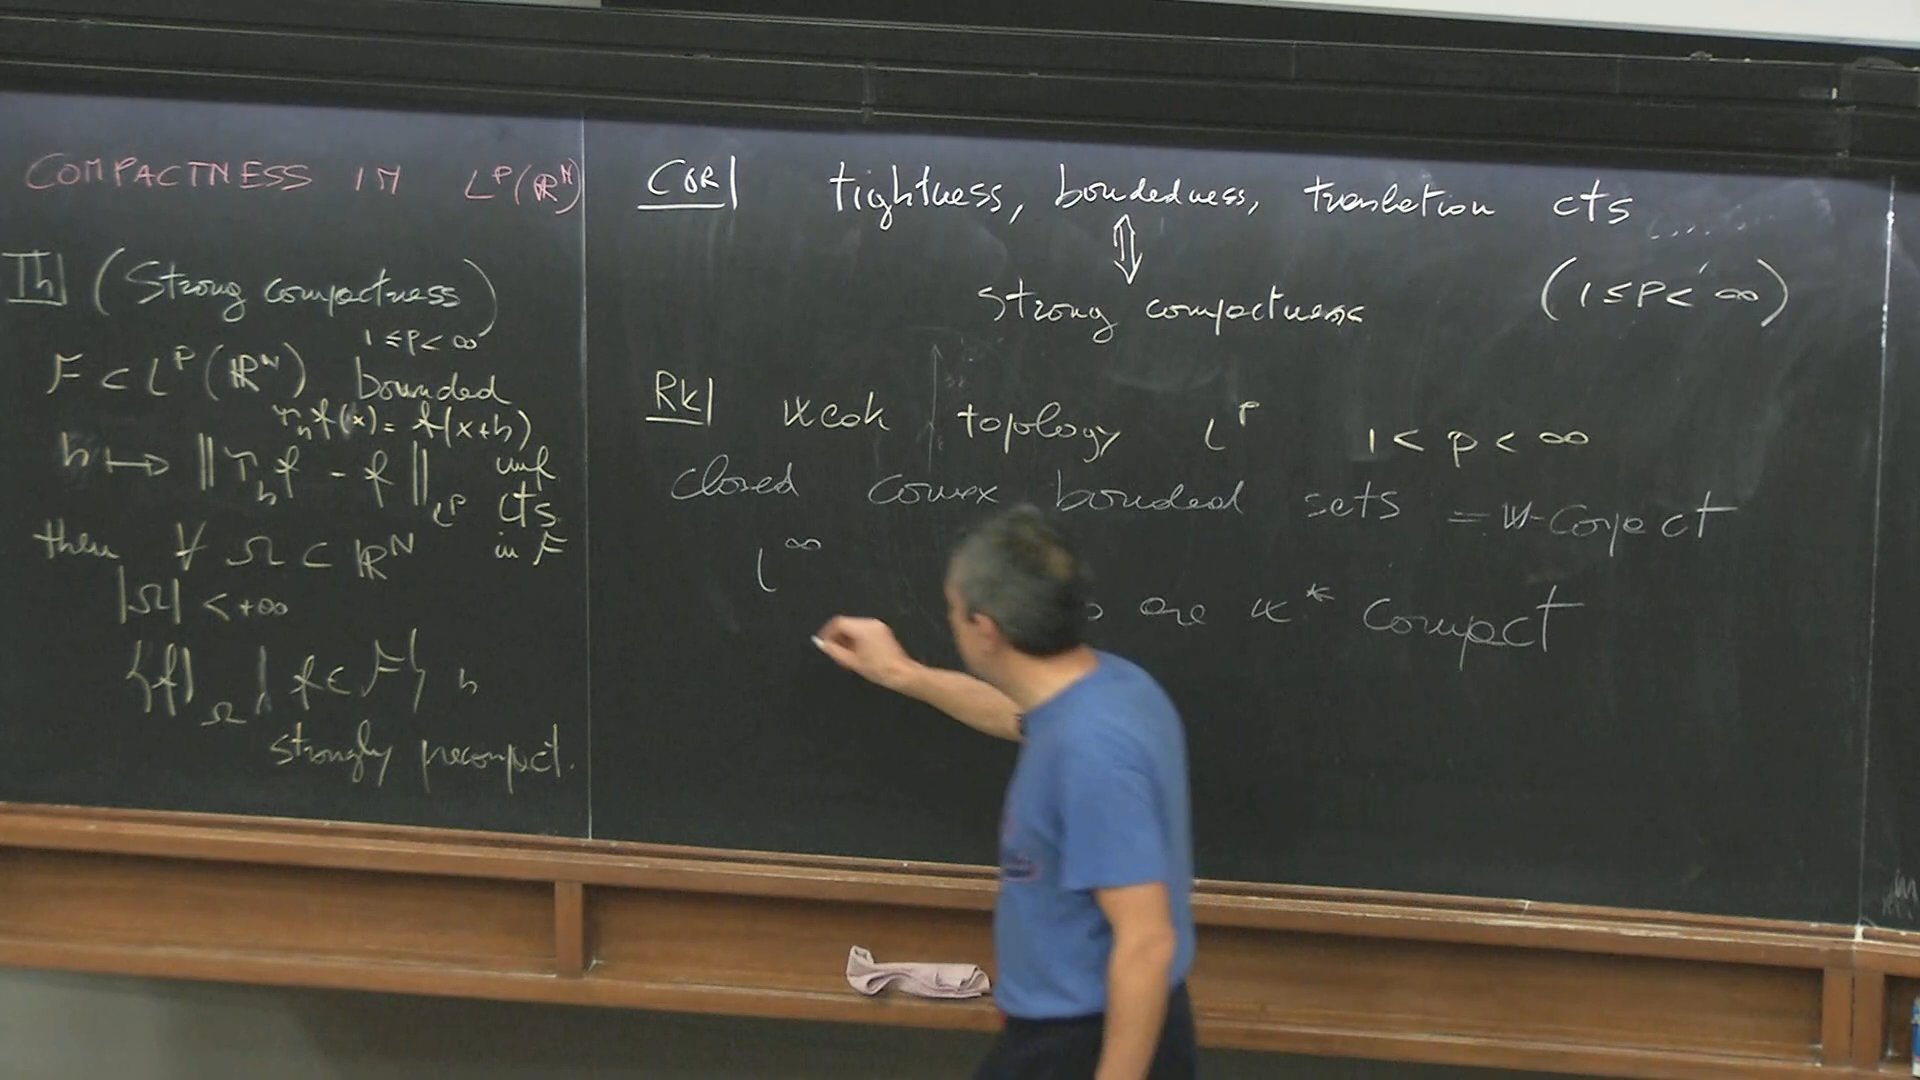 COMPACTNESS IN L^p(ℝ^N)
Th (Strong compactness)
1≤p<∞
F ⊂ L^p(ℝ^N) bounded
τ_h f(x) = f(x+h)
h ↦ ‖τ_h f - f‖_{L^p} unif cts in F
then ∀ Ω ⊂ ℝ^N
|Ω| < +∞
{f|_Ω | f ∈ F} is
strongly precompact.
COR tightness, boundedness, translation cts .....
⇕
strong compactness (1≤p<∞)
Rk weak topology L^p 1<p<∞
closed convex bounded sets = w-compact
L^∞
are w* compact